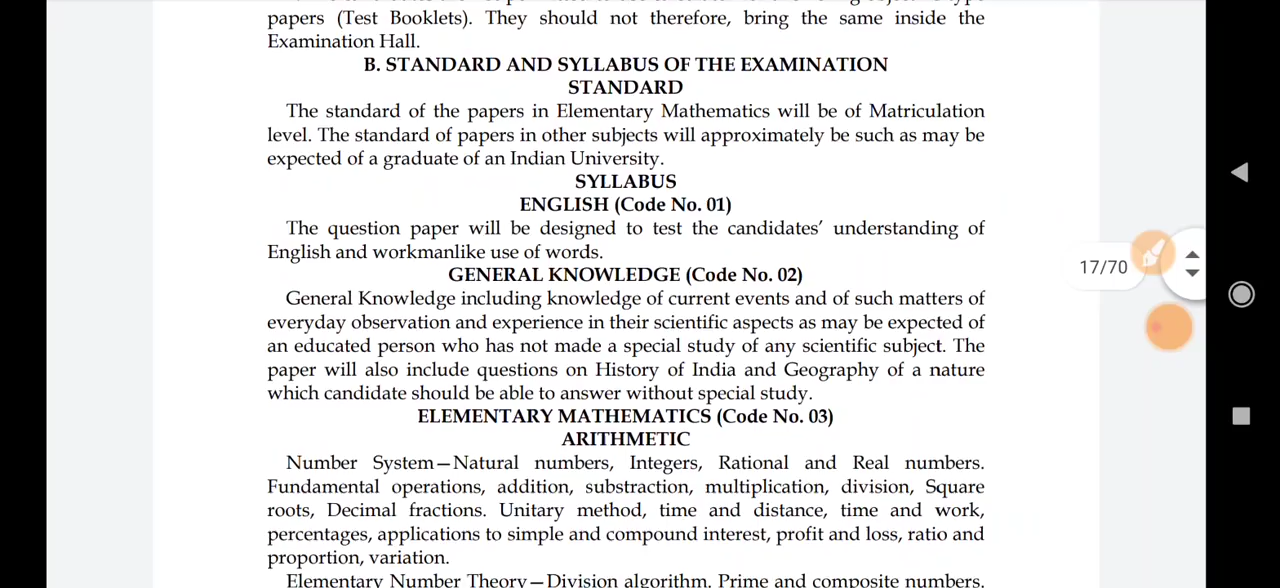 papers (Test Booklets). They should not therefore, bring the same inside the
Examination Hall.
B. STANDARD AND SYLLABUS OF THE EXAMINATION
STANDARD
The standard of the papers in Elementary Mathematics will be of Matriculation
level. The standard of papers in other subjects will approximately be such as may be
expected of a graduate of an Indian University.
SYLLABUS
ENGLISH (Code No. 01)
The question paper will be designed to test the candidates' understanding of
English and workmanlike use of words.
GENERAL KNOWLEDGE (Code No. 02)
General Knowledge including knowledge of current events and of such matters of
everyday observation and experience in their scientific aspects as may be expected of
an educated person who has not made a special study of any scientific subject. The
paper will also include questions on History of India and Geography of a nature
which candidate should be able to answer without special study.
ELEMENTARY MATHEMATICS (Code No. 03)
ARITHMETIC
Number System—Natural numbers, Integers, Rational and Real numbers.
Fundamental operations, addition, substraction, multiplication, division, Square
roots, Decimal fractions. Unitary method, time and distance, time and work,
percentages, applications to simple and compound interest, profit and loss, ratio and
proportion, variation.
Elementary Number Theory—Division algorithm. Prime and composite numbers.
17/70